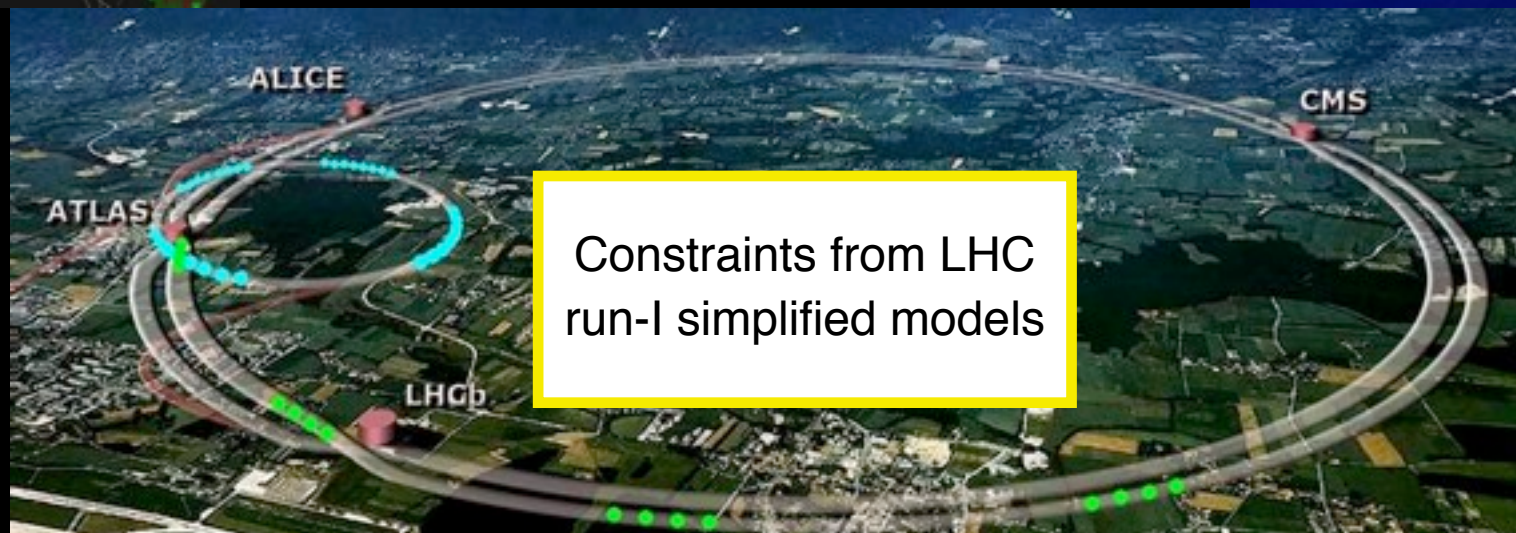 ALICE
CMS
ATLAS
Constraints from LHC
run-I simplified models
LHCb